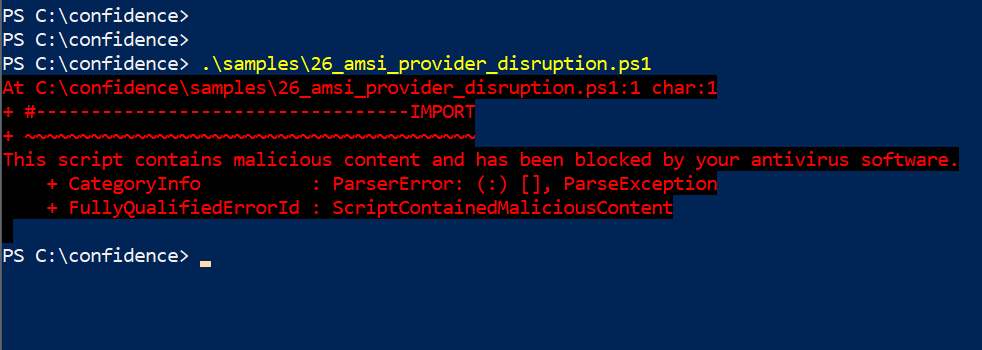 PS C:\confidence>
PS C:\confidence>
PS C:\confidence> .\samples\26_amsi_provider_disruption.ps1
At C:\confidence\samples\26_amsi_provider_disruption.ps1:1 char:1
+ #----------------------------------IMPORT
+ ~~~~~~~~~~~~~~~~~~~~~~~~~~~~~~~~~~~~~~~~~
This script contains malicious content and has been blocked by your antivirus software.
    + CategoryInfo          : ParserError: (:) [], ParseException
    + FullyQualifiedErrorId : ScriptContainedMaliciousContent
PS C:\confidence>